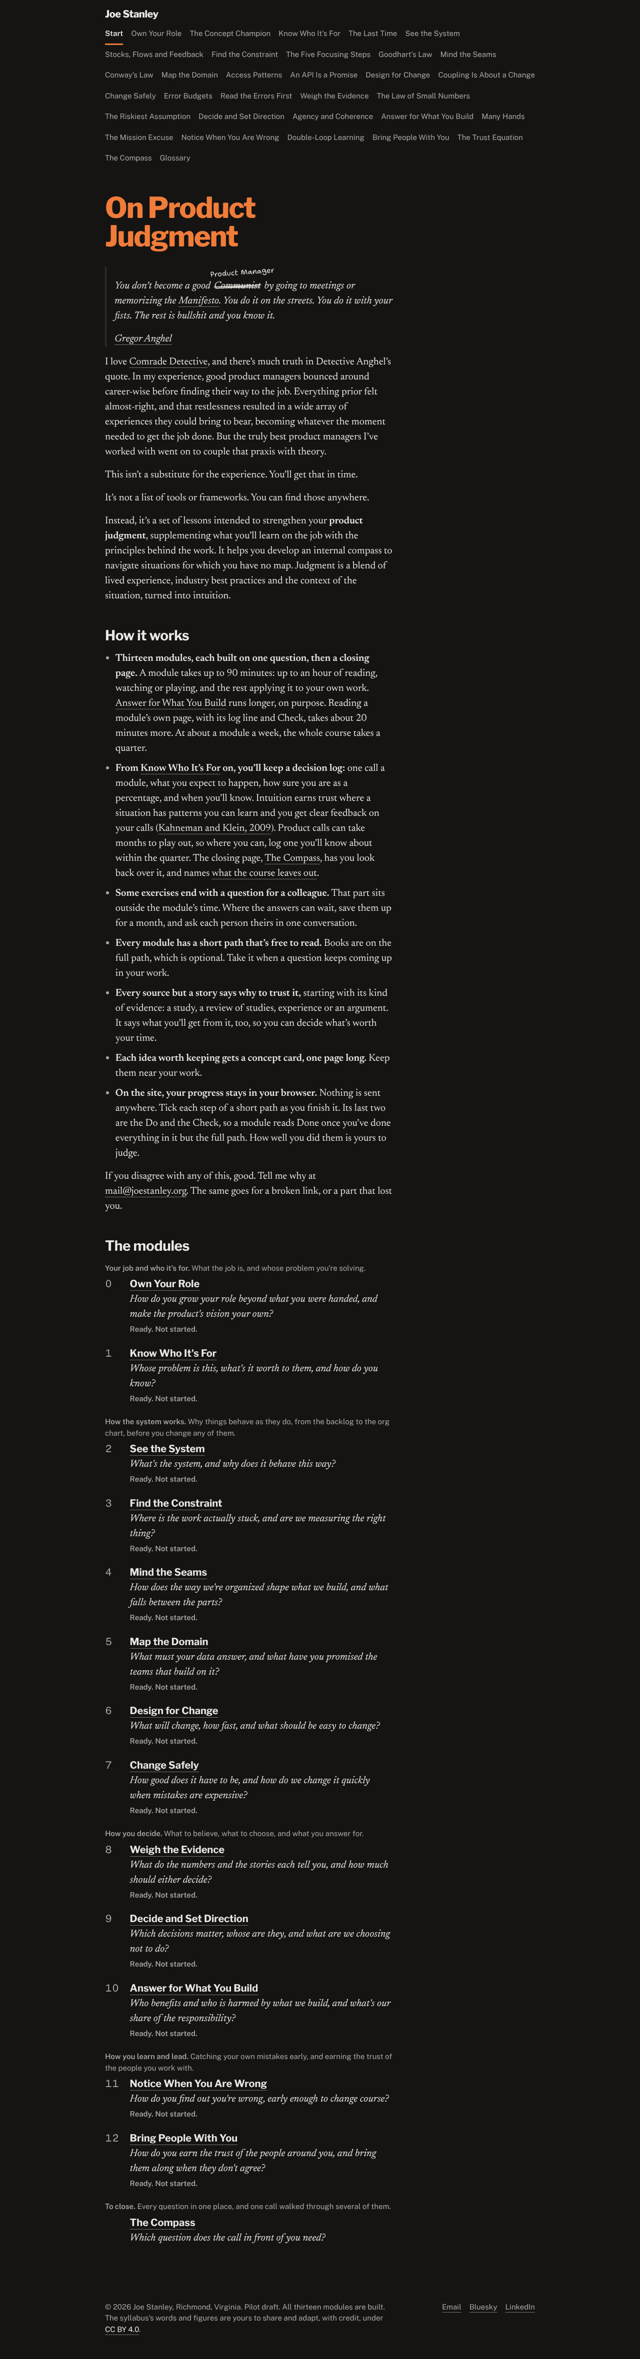 Joe Stanley
Start Own Your Role The Concept Champion Know Who It's For The Last Time See the System
Stocks, Flows and Feedback Find the Constraint The Five Focusing Steps Goodhart's Law Mind the Seams
Conway's Law Map the Domain Access Patterns An API Is a Promise Design for Change Coupling Is About a Change
Change Safely Error Budgets Read the Errors First Weigh the Evidence The Law of Small Numbers
The Riskiest Assumption Decide and Set Direction Agency and Coherence Answer for What You Build Many Hands
The Mission Excuse Notice When You Are Wrong Double-Loop Learning Bring People With You The Trust Equation
The Compass Glossary
On Product
Judgment
Product Manager
You don't become a good Communist by going to meetings or
memorizing the Manifesto. You do it on the streets. You do it with your
fists. The rest is bullshit and you know it.
Gregor Anghel
I love Comrade Detective, and there's much truth in Detective Anghel's
quote. In my experience, good product managers bounced around
career-wise before finding their way to the job. Everything prior felt
almost-right, and that restlessness resulted in a wide array of
experiences they could bring to bear, becoming whatever the moment
needed to get the job done. But the truly best product managers I've
worked with went on to couple that praxis with theory.
This isn't a substitute for the experience. You'll get that in time.
It's not a list of tools or frameworks. You can find those anywhere.
Instead, it's a set of lessons intended to strengthen your product
judgment, supplementing what you'll learn on the job with the
principles behind the work. It helps you develop an internal compass to
navigate situations for which you have no map. Judgment is a blend of
lived experience, industry best practices and the context of the
situation, turned into intuition.
How it works
• Thirteen modules, each built on one question, then a closing
page. A module takes up to 90 minutes: up to an hour of reading,
watching or playing, and the rest applying it to your own work.
Answer for What You Build runs longer, on purpose. Reading a
module's own page, with its log line and Check, takes about 20
minutes more. At about a module a week, the whole course takes a
quarter.
• From Know Who It's For on, you'll keep a decision log: one call a
module, what you expect to happen, how sure you are as a
percentage, and when you'll know. Intuition earns trust where a
situation has patterns you can learn and you get clear feedback on
your calls (Kahneman and Klein, 2009). Product calls can take
months to play out, so where you can, log one you'll know about
within the quarter. The closing page, The Compass, has you look
back over it, and names what the course leaves out.
• Some exercises end with a question for a colleague. That part sits
outside the module's time. Where the answers can wait, save them up
for a month, and ask each person theirs in one conversation.
• Every module has a short path that's free to read. Books are on the
full path, which is optional. Take it when a question keeps coming up
in your work.
• Every source but a story says why to trust it, starting with its kind
of evidence: a study, a review of studies, experience or an argument.
It says what you'll get from it, too, so you can decide what's worth
your time.
• Each idea worth keeping gets a concept card, one page long. Keep
them near your work.
• On the site, your progress stays in your browser. Nothing is sent
anywhere. Tick each step of a short path as you finish it. Its last two
are the Do and the Check, so a module reads Done once you've done
everything in it but the full path. How well you did them is yours to
judge.
If you disagree with any of this, good. Tell me why at
mail@joestanley.org. The same goes for a broken link, or a part that lost
you.
The modules
Your job and who it's for. What the job is, and whose problem you're solving.
0 Own Your Role
How do you grow your role beyond what you were handed, and
make the product's vision your own?
Ready. Not started.
1 Know Who It's For
Whose problem is this, what's it worth to them, and how do you
know?
Ready. Not started.
How the system works. Why things behave as they do, from the backlog to the org
chart, before you change any of them.
2 See the System
What's the system, and why does it behave this way?
Ready. Not started.
3 Find the Constraint
Where is the work actually stuck, and are we measuring the right
thing?
Ready. Not started.
4 Mind the Seams
How does the way we're organized shape what we build, and what
falls between the parts?
Ready. Not started.
5 Map the Domain
What must your data answer, and what have you promised the
teams that build on it?
Ready. Not started.
6 Design for Change
What will change, how fast, and what should be easy to change?
Ready. Not started.
7 Change Safely
How good does it have to be, and how do we change it quickly
when mistakes are expensive?
Ready. Not started.
How you decide. What to believe, what to choose, and what you answer for.
8 Weigh the Evidence
What do the numbers and the stories each tell you, and how much
should either decide?
Ready. Not started.
9 Decide and Set Direction
Which decisions matter, whose are they, and what are we choosing
not to do?
Ready. Not started.
10 Answer for What You Build
Who benefits and who is harmed by what we build, and what's our
share of the responsibility?
Ready. Not started.
How you learn and lead. Catching your own mistakes early, and earning the trust of
the people you work with.
11 Notice When You Are Wrong
How do you find out you're wrong, early enough to change course?
Ready. Not started.
12 Bring People With You
How do you earn the trust of the people around you, and bring
them along when they don't agree?
Ready. Not started.
To close. Every question in one place, and one call walked through several of them.
The Compass
Which question does the call in front of you need?
© 2026 Joe Stanley, Richmond, Virginia. Pilot draft. All thirteen modules are built.
The syllabus's words and figures are yours to share and adapt, with credit, under
CC BY 4.0.
Email Bluesky LinkedIn